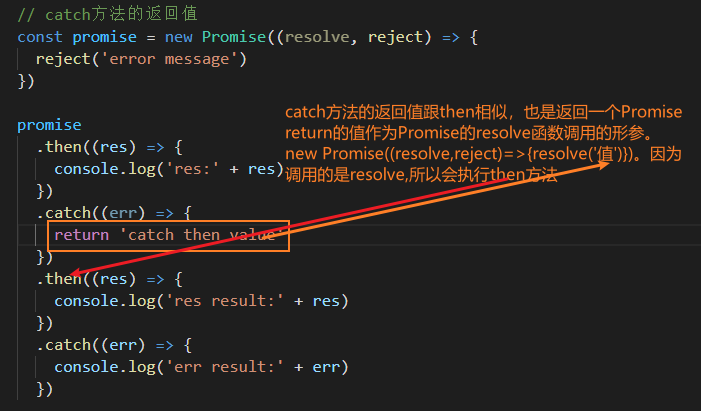 // catch方法的返回值
const promise = new Promise((resolve, reject) => {
  reject('error message')
})

promise
  .then((res) => {
    console.log('res:' + res)
  })
  .catch((err) => {
    return 'catch then value'
  })
  .then((res) => {
    console.log('res result:' + res)
  })
  .catch((err) => {
    console.log('err result:' + err)
  })
catch方法的返回值跟then相似，也是返回一个Promise
return的值作为Promise的resolve函数调用的形参。
new Promise((resolve,reject)=>{resolve('值')})。因为
调用的是resolve,所以会执行then方法